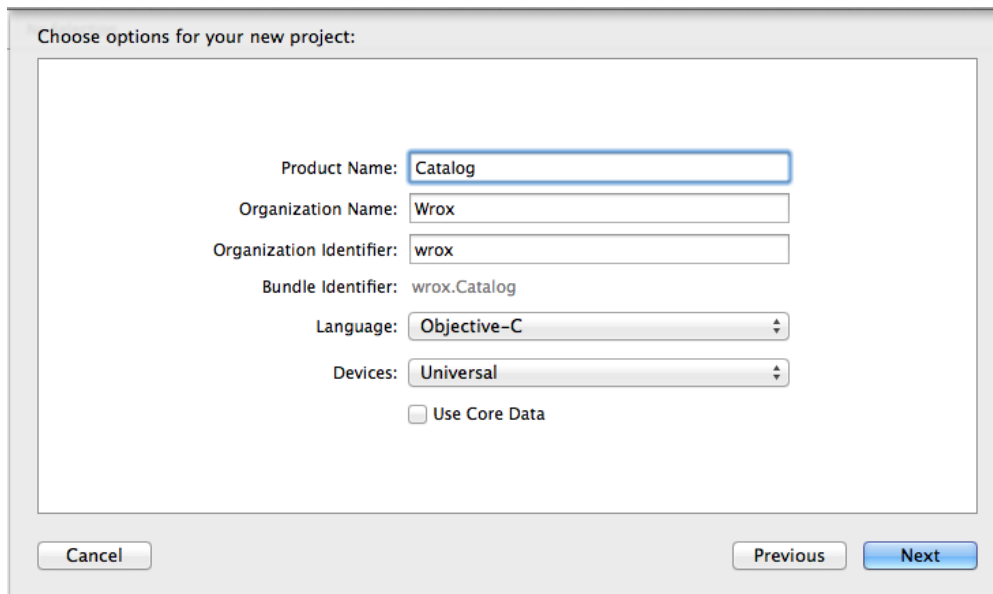 Choose options for your new project:
Product Name: Catalog
Organization Name: Wrox
Organization Identifier: wrox
Bundle Identifier: wrox.Catalog
Language: Objective-C
Devices: Universal
Use Core Data
Cancel Previous Next